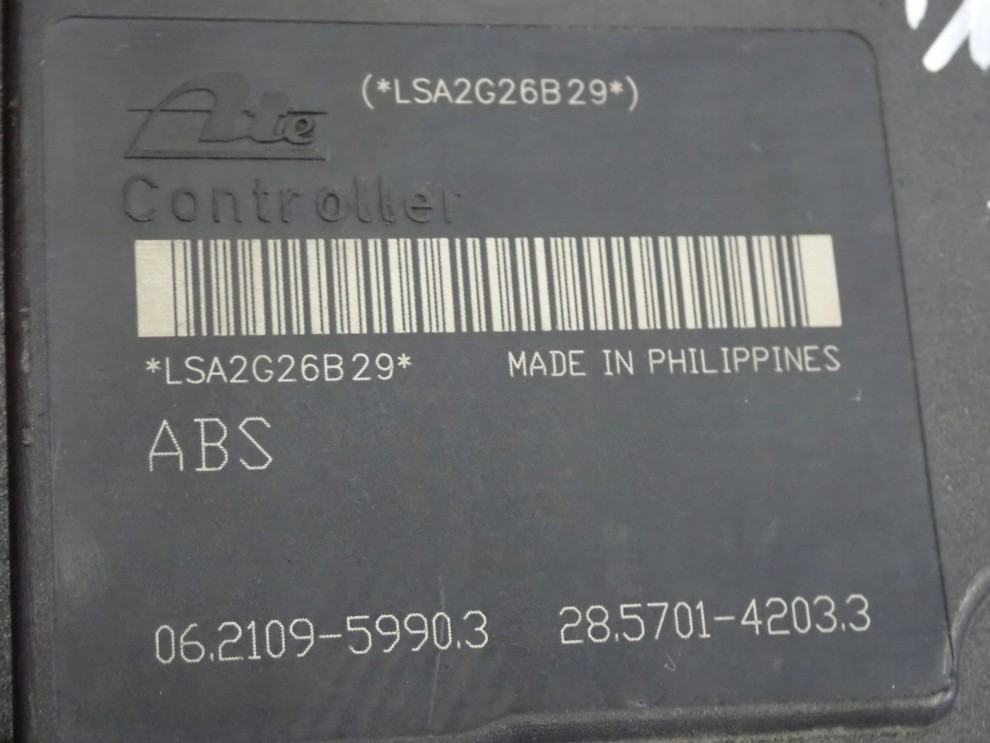 (*LSA2G26B29*)
Ate
Controller
*LSA2G26B29* MADE IN PHILIPPINES
ABS
06.2109-5990.3 28.5701-4203.3